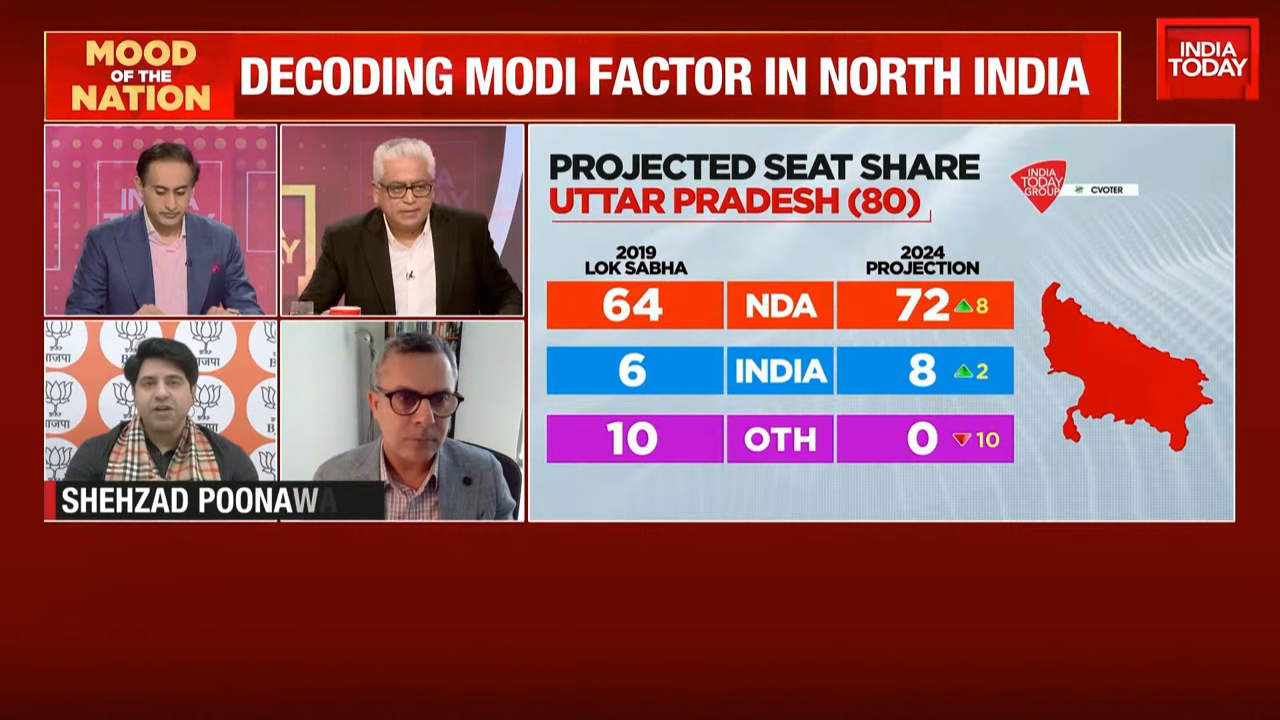 MOOD
OF THE
NATION
DECODING MODI FACTOR IN NORTH INDIA
INDIA
TODAY
PROJECTED SEAT SHARE
UTTAR PRADESH (80)
INDIA
TODAY
GROUP
CVOTER
2019
LOK SABHA
2024
PROJECTION
64 NDA 72 8
6 INDIA 8 2
10 OTH 0 10
SHEHZAD POONAWA